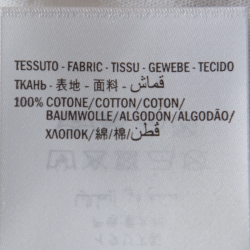 TESSUTO - FABRIC - TISSU - GEWEBE - TECIDO
ТКАНЬ - 表地 - 面料 - قماش
100% COTONE/COTTON/COTON/
BAUMWOLLE/ALGODÓN/ALGODÃO/
ХЛОПОК/綿/棉/قطن